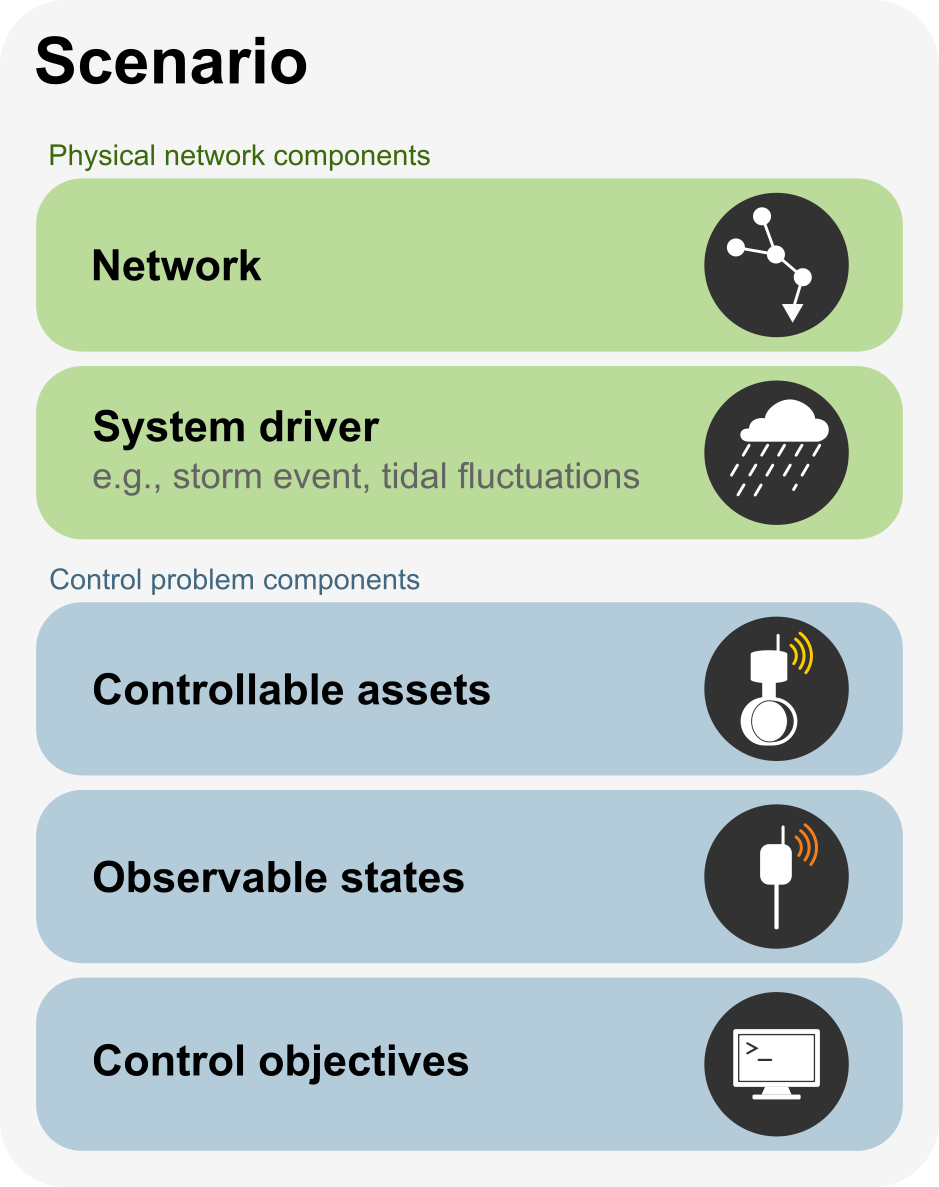 Scenario
Physical network components
Network
System driver
e.g., storm event, tidal fluctuations
Control problem components
Controllable assets
Observable states
Control objectives
>_